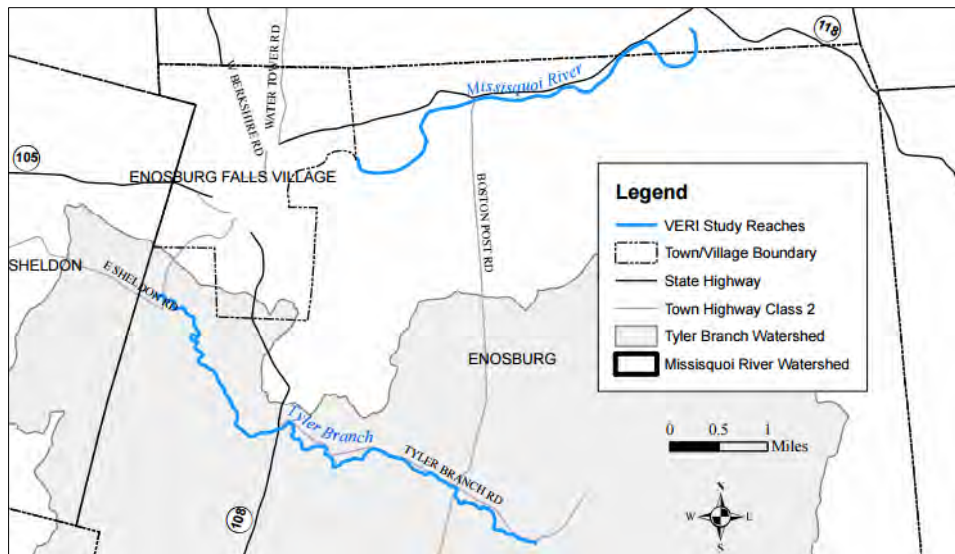 118
WATER TOWER RD
W BERKSHIRE RD
Missisquoi River
105
ENOSBURG FALLS VILLAGE
BOSTON POST RD
SHELDON
E SHELDON RD
ENOSBURG
Tyler Branch
TYLER BRANCH RD
108
Legend
VERI Study Reaches
Town/Village Boundary
State Highway
Town Highway Class 2
Tyler Branch Watershed
Missisquoi River Watershed
0 0.5 1
Miles
N
W E
S